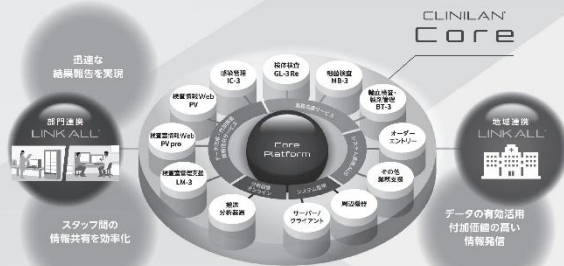 CLINILAN®
Core
迅速な
結果報告を実現
部門連携
LINK ALL
スタッフ間の
情報共有を効率化
感染管理
IC-3
検体検査
GL-3 Re
細菌検査
MB-3
輸血検査・
製剤管理
BT-3
オーダー
エントリー
その他
業務支援
周辺機器
サーバー/
クライアント
搬送
分析装置
検査室管理支援
LM-3
検査室情報Web
PV pro
検査情報Web
PV
Core
Platform
地域連携
LINK ALL
データの有効活用
付加価値の高い
情報発信